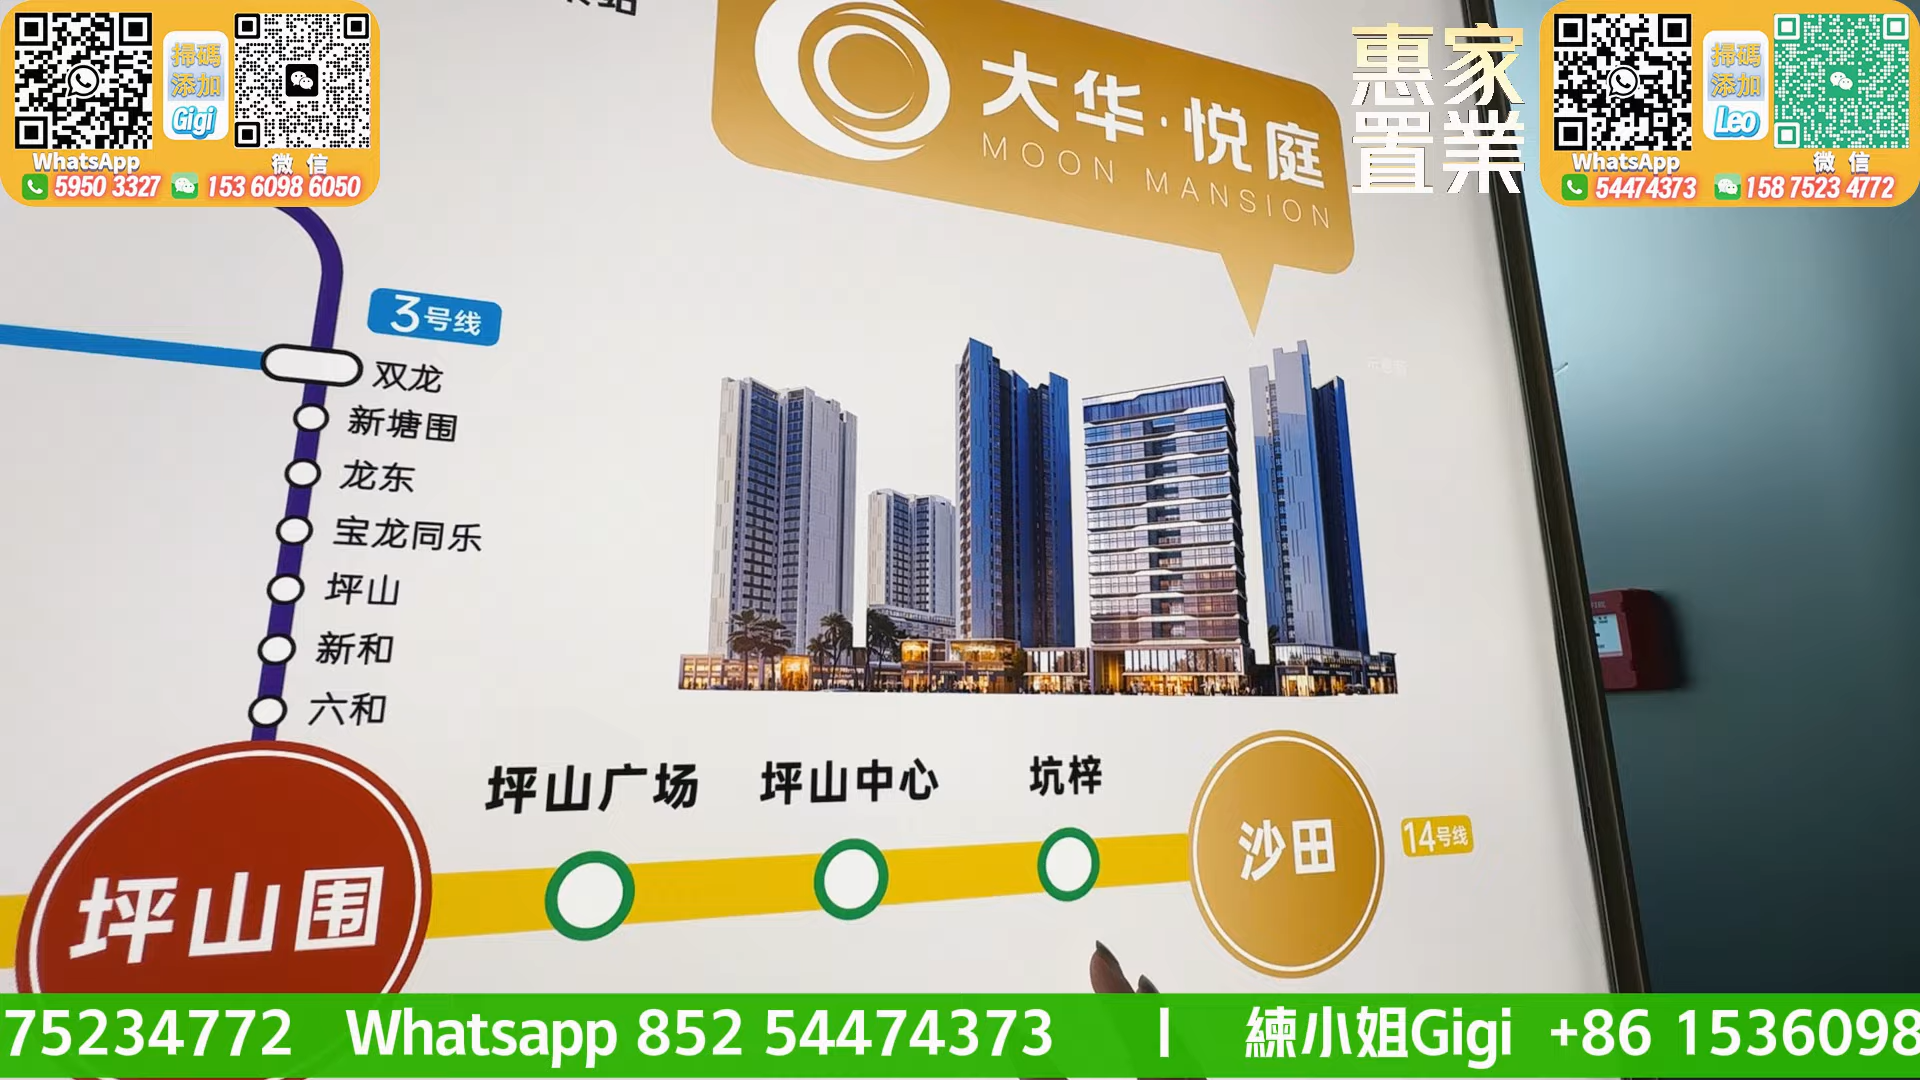 掃碼
添加
Gigi
WhatsApp
微信
5950 3327
153 6098 6050
大华·悦庭
MOON MANSION
惠家
置業
掃碼
添加
Leo
WhatsApp
微信
54474373
158 7523 4772
3号线
双龙
新塘围
龙东
宝龙同乐
坪山
新和
六和
坪山围
坪山广场
坪山中心
坑梓
沙田
14号线
75234772 Whatsapp 852 54474373 | 練小姐Gigi +86 1536098